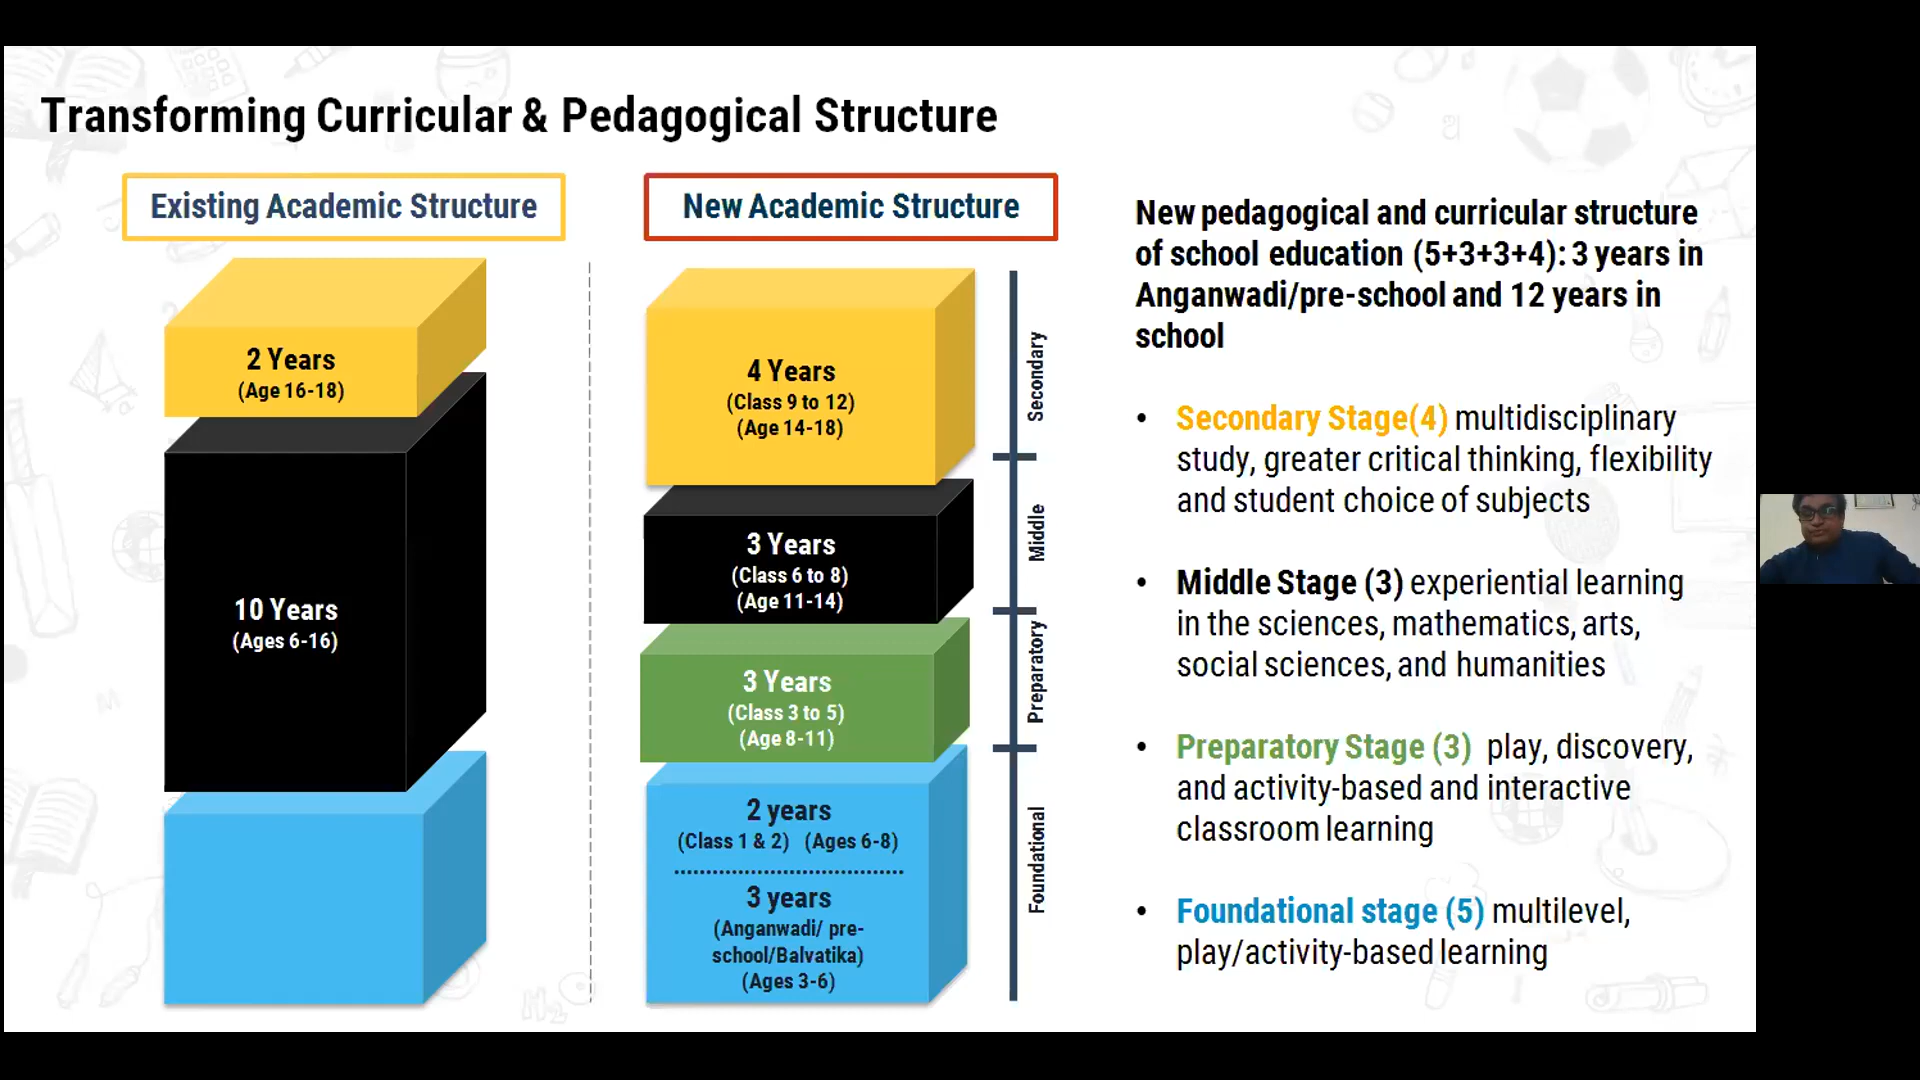 Transforming Curricular & Pedagogical Structure
Existing Academic Structure
2 Years
(Age 16-18)
10 Years
(Ages 6-16)
New Academic Structure
4 Years
(Class 9 to 12)
(Age 14-18)
3 Years
(Class 6 to 8)
(Age 11-14)
3 Years
(Class 3 to 5)
(Age 8-11)
2 years
(Class 1 & 2) (Ages 6-8)
3 years
(Anganwadi/ pre-
school/Balvatika)
(Ages 3-6)
Secondary
Middle
Preparatory
Foundational
New pedagogical and curricular structure
of school education (5+3+3+4): 3 years in
Anganwadi/pre-school and 12 years in
school
• Secondary Stage(4) multidisciplinary
study, greater critical thinking, flexibility
and student choice of subjects
• Middle Stage (3) experiential learning
in the sciences, mathematics, arts,
social sciences, and humanities
• Preparatory Stage (3) play, discovery,
and activity-based and interactive
classroom learning
• Foundational stage (5) multilevel,
play/activity-based learning